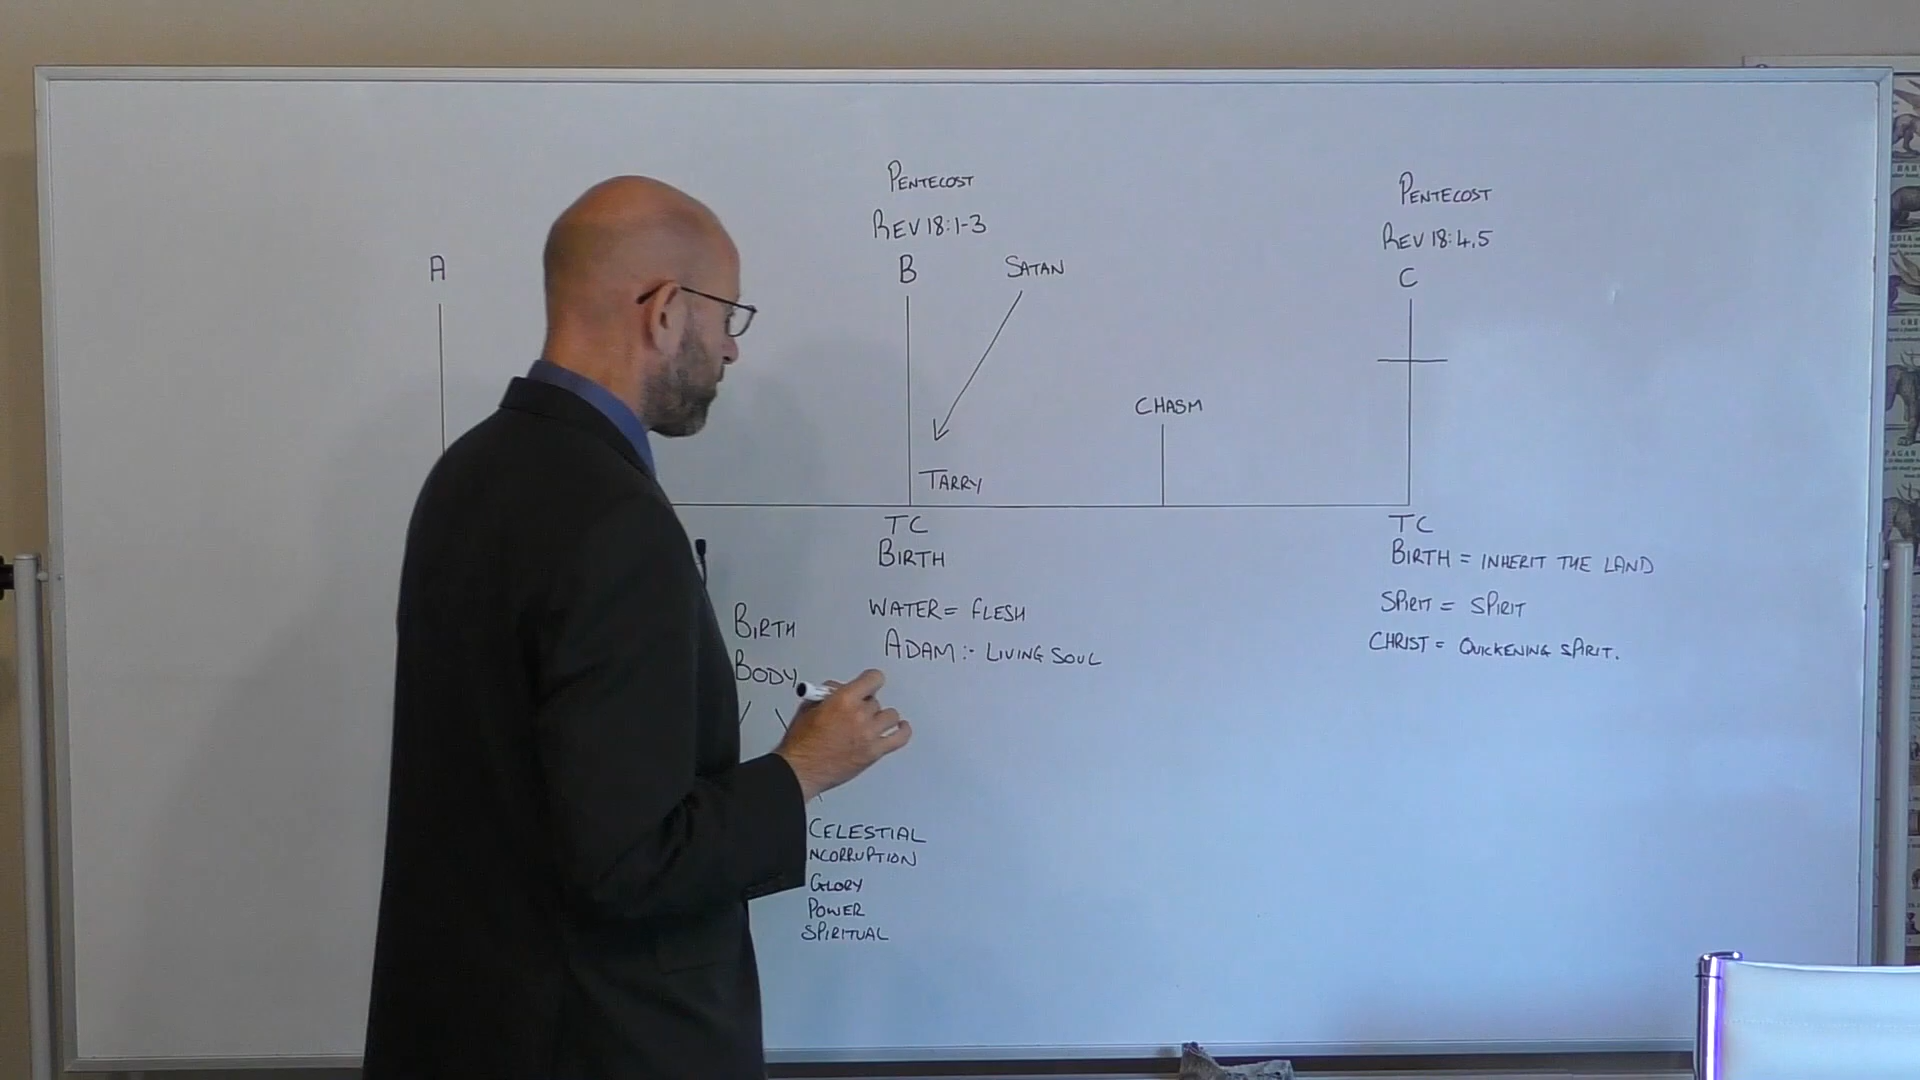 PENTECOST
REV 18:1-3
B
SATAN
PENTECOST
REV 18:4,5
C
A
CHASM
TARRY
TC
BIRTH
WATER = FLESH
ADAM :- LIVING SOUL
TC
BIRTH = INHERIT THE LAND
SPIRIT = SPIRIT
CHRIST = QUICKENING SPIRIT.
BIRTH
BODY
CELESTIAL
NCORRUPTION
GLORY
POWER
SPIRITUAL